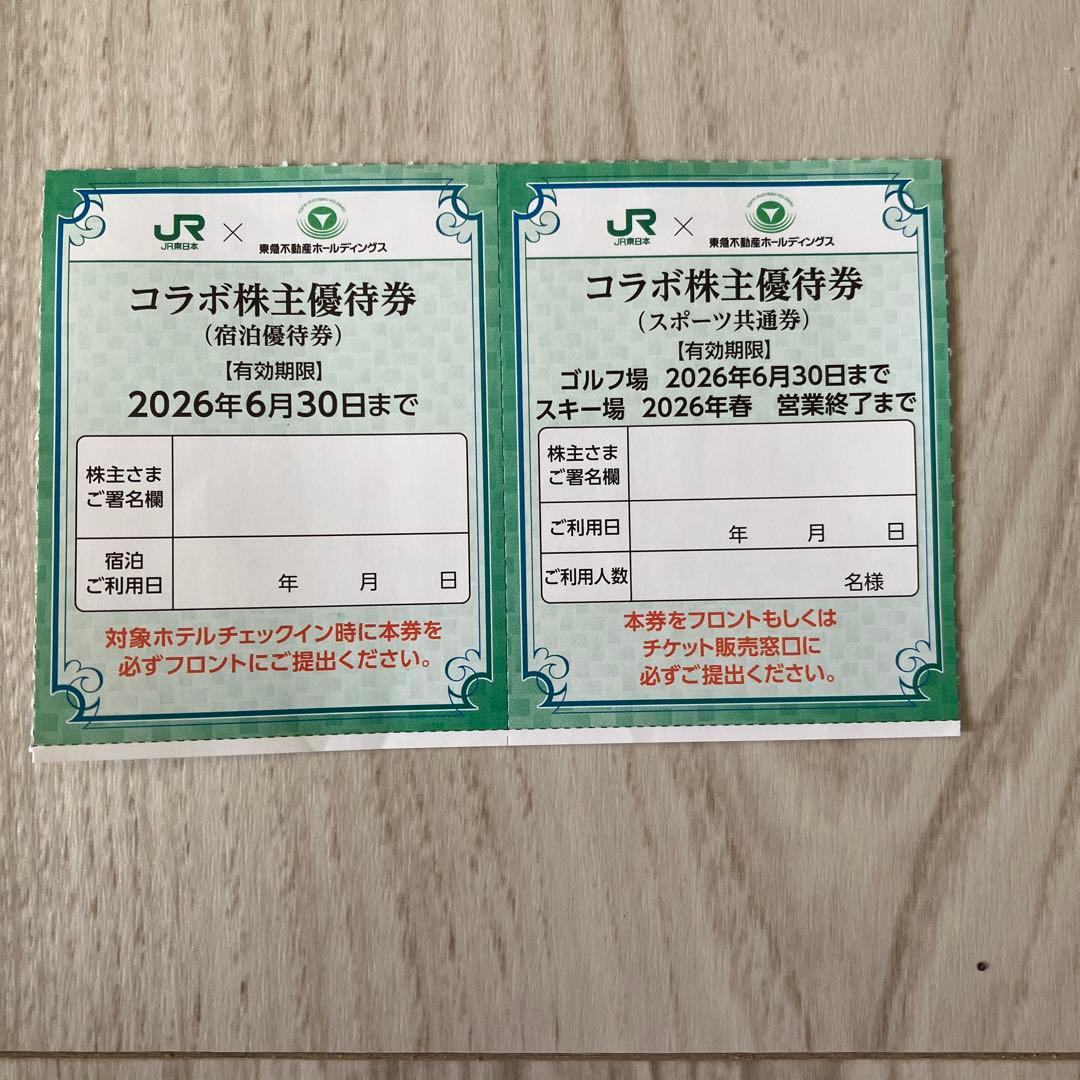 JR × 
JR東日本 東急不動産ホールディングス
コラボ株主優待券
(宿泊優待券)
【有効期限】
2026年6月30日まで
株主さま
ご署名欄
宿泊
ご利用日 年 月 日
対象ホテルチェックイン時に本券を
必ずフロントにご提出ください。
JR × 
JR東日本 東急不動産ホールディングス
コラボ株主優待券
(スポーツ共通券)
【有効期限】
ゴルフ場 2026年6月30日まで
スキー場 2026年春 営業終了まで
株主さま
ご署名欄
ご利用日 年 月 日
ご利用人数 名様
本券をフロントもしくは
チケット販売窓口に
必ずご提出ください。